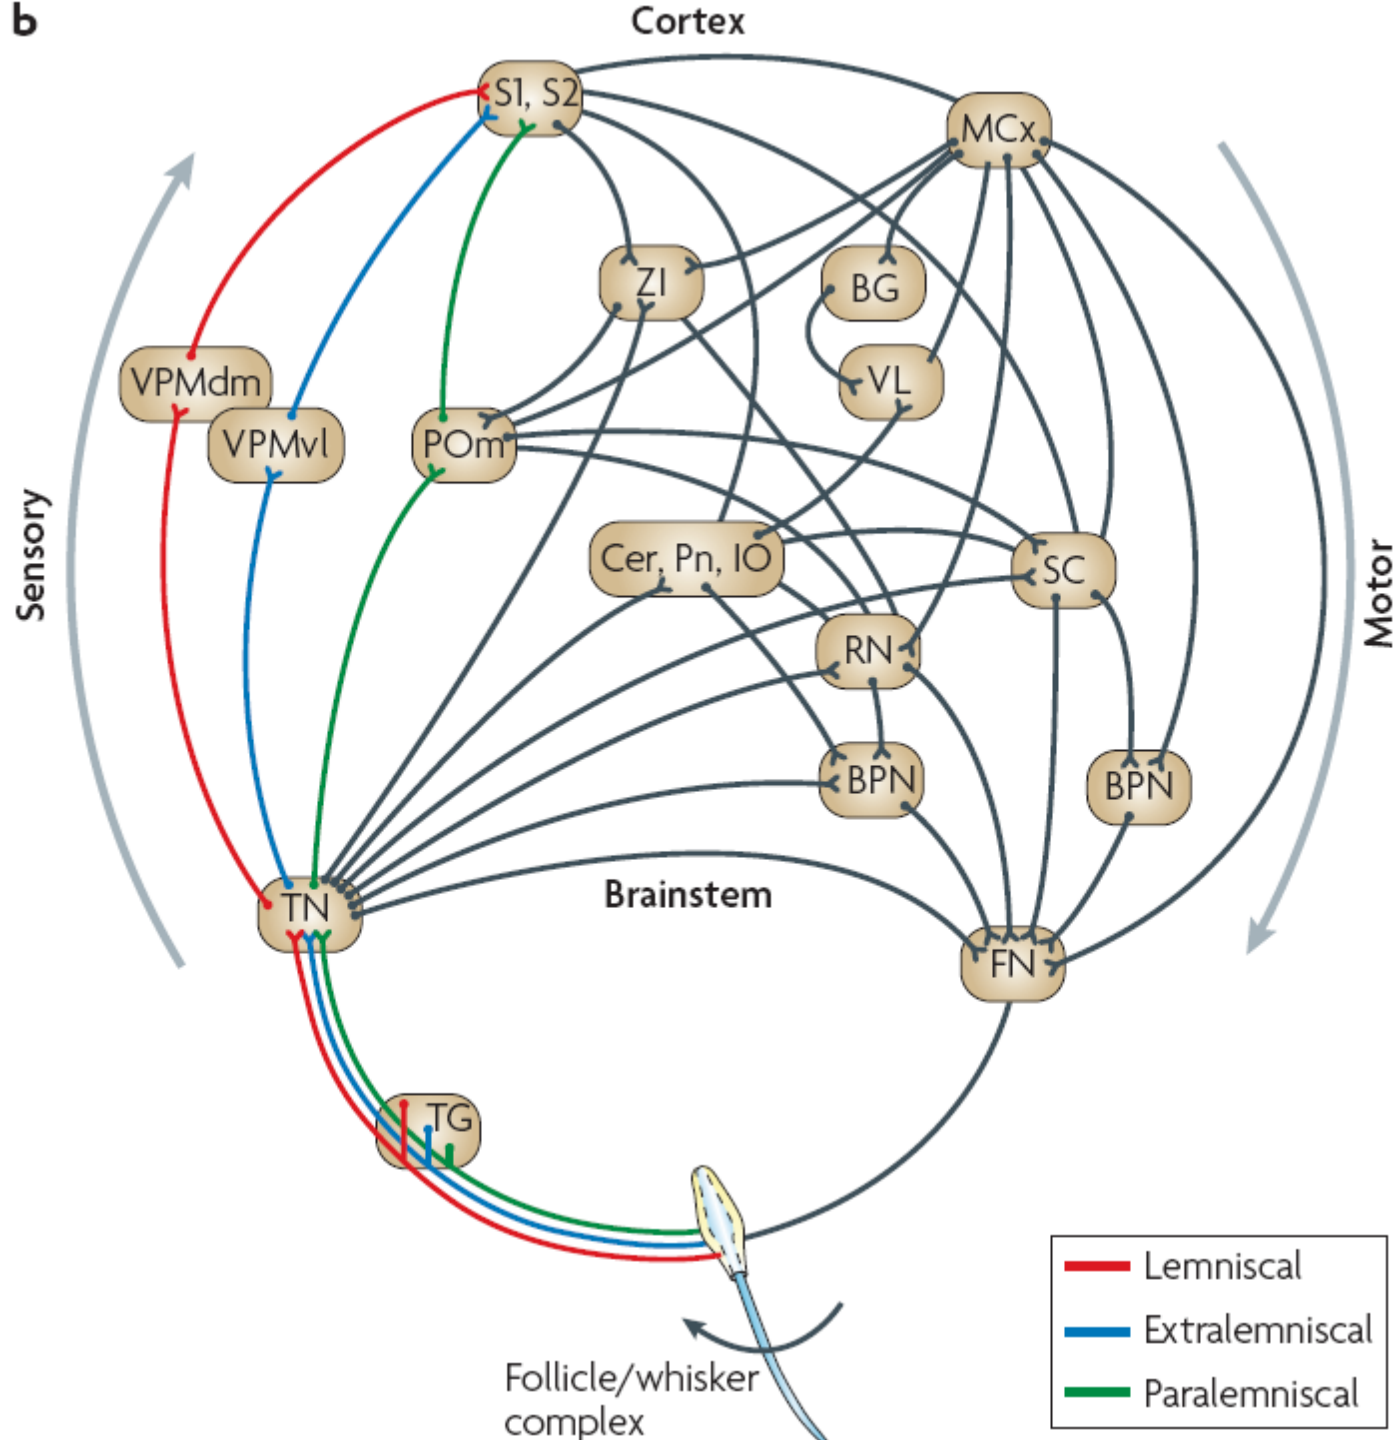 b
Cortex
S1, S2
MCx
ZI
BG
VPMdm
VL
VPMvl
POm
Sensory
Motor
Cer, Pn, IO
SC
RN
BPN
BPN
TN
Brainstem
FN
TG
Lemniscal
Extralemniscal
Paralemniscal
Follicle/whisker
complex